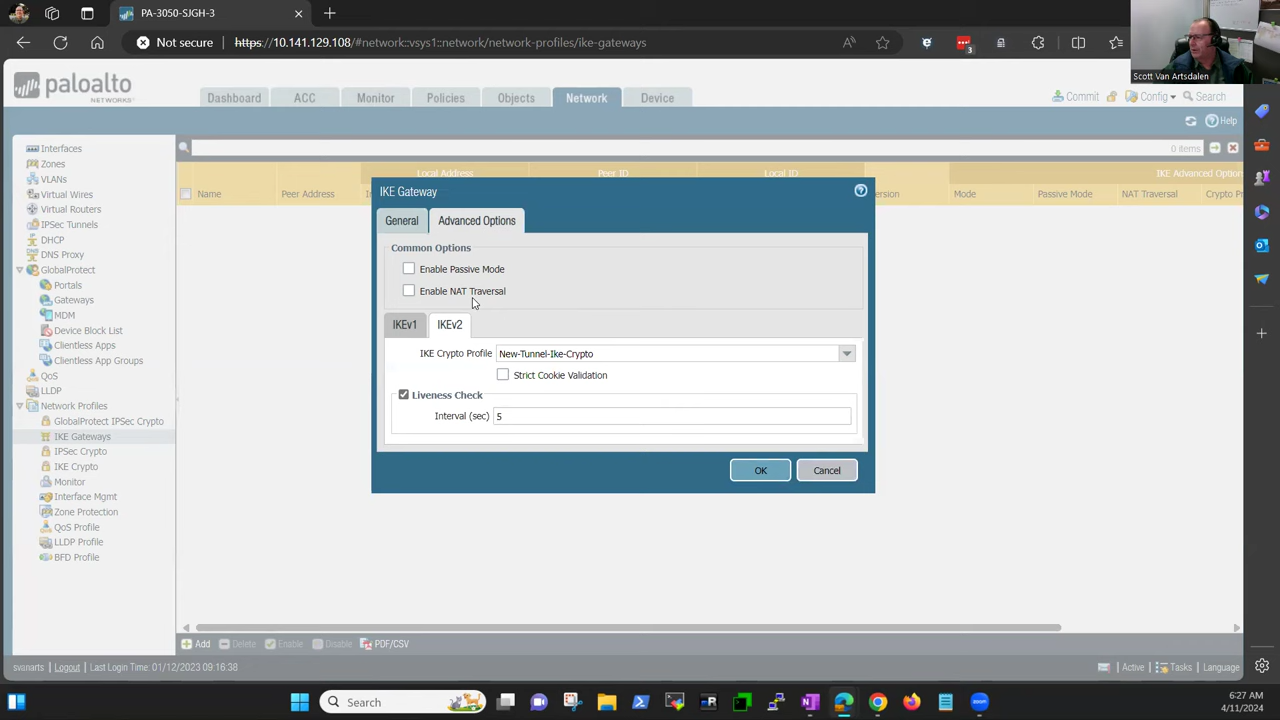 PA-3050-SJGH-3
Not secure
https://10.141.129.108/#network::vsys1::network/network-profiles/ike-gateways
3
Scott Van Artsdalen
paloalto
NETWORKS
Dashboard
ACC
Monitor
Policies
Objects
Network
Device
Commit
Config
Search
Help
0 items
Interfaces
Zones
VLANs
Virtual Wires
Virtual Routers
IPSec Tunnels
DHCP
DNS Proxy
GlobalProtect
Portals
Gateways
MDM
Device Block List
Clientless Apps
Clientless App Groups
QoS
LLDP
Network Profiles
GlobalProtect IPSec Crypto
IKE Gateways
IPSec Crypto
IKE Crypto
Monitor
Interface Mgmt
Zone Protection
QoS Profile
LLDP Profile
BFD Profile
Local Address
Peer ID
Local ID
IKE Advanced Option
Name
Peer Address
Mode
Passive Mode
NAT Traversal
Crypto Pr
IKE Gateway
General
Advanced Options
Common Options
Enable Passive Mode
Enable NAT Traversal
IKEv1
IKEv2
IKE Crypto Profile
New-Tunnel-Ike-Crypto
Strict Cookie Validation
Liveness Check
Interval (sec)
5
OK
Cancel
Add
Delete
Enable
Disable
PDF/CSV
svanarts
Logout
Last Login Time: 01/12/2023 09:16:38
Active
Tasks
Language
Search
6:27 AM
4/11/2024